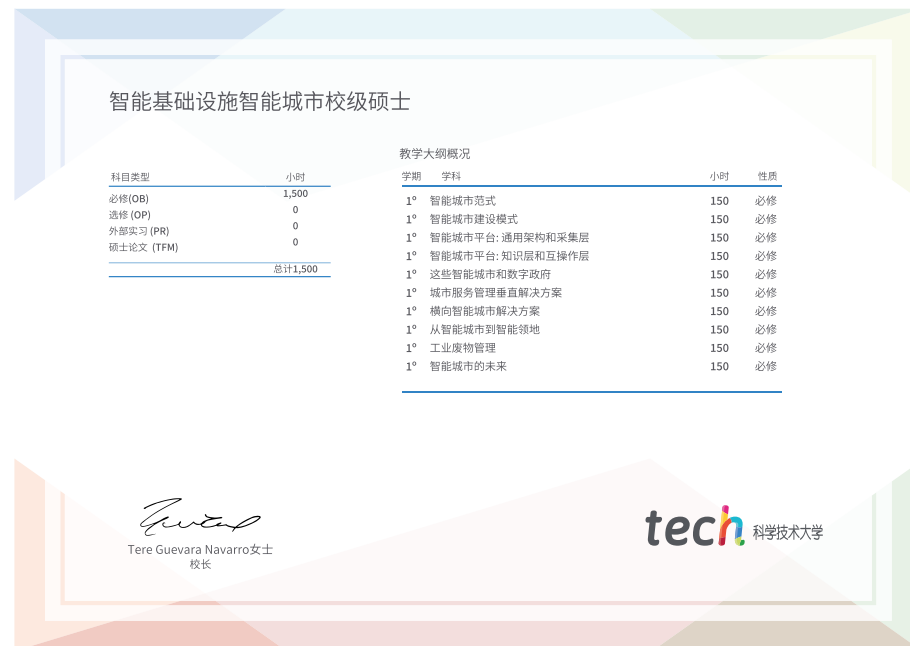 智能基础设施智能城市校级硕士
科目类型 小时
必修(OB) 1,500
选修 (OP) 0
外部实习 (PR) 0
硕士论文 (TFM) 0
总计1,500
教学大纲概况
学期 学科 小时 性质
1º 智能城市范式 150 必修
1º 智能城市建设模式 150 必修
1º 智能城市平台: 通用架构和采集层 150 必修
1º 智能城市平台: 知识层和互操作层 150 必修
1º 这些智能城市和数字政府 150 必修
1º 城市服务管理垂直解决方案 150 必修
1º 横向智能城市解决方案 150 必修
1º 从智能城市到智能领地 150 必修
1º 工业废物管理 150 必修
1º 智能城市的未来 150 必修
Tere Guevara Navarro女士
校长
tech 科学技术大学